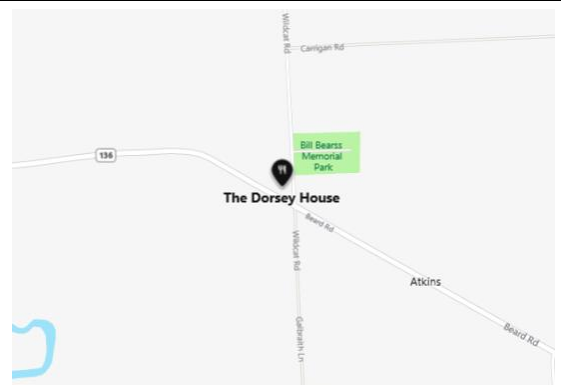 Wildcat Rd
Carrigan Rd
136
Bill Bearss
Memorial
Park
The Dorsey House
Beard Rd
Wildcat Rd
Atkins
Galbraith Ln
Beard Rd